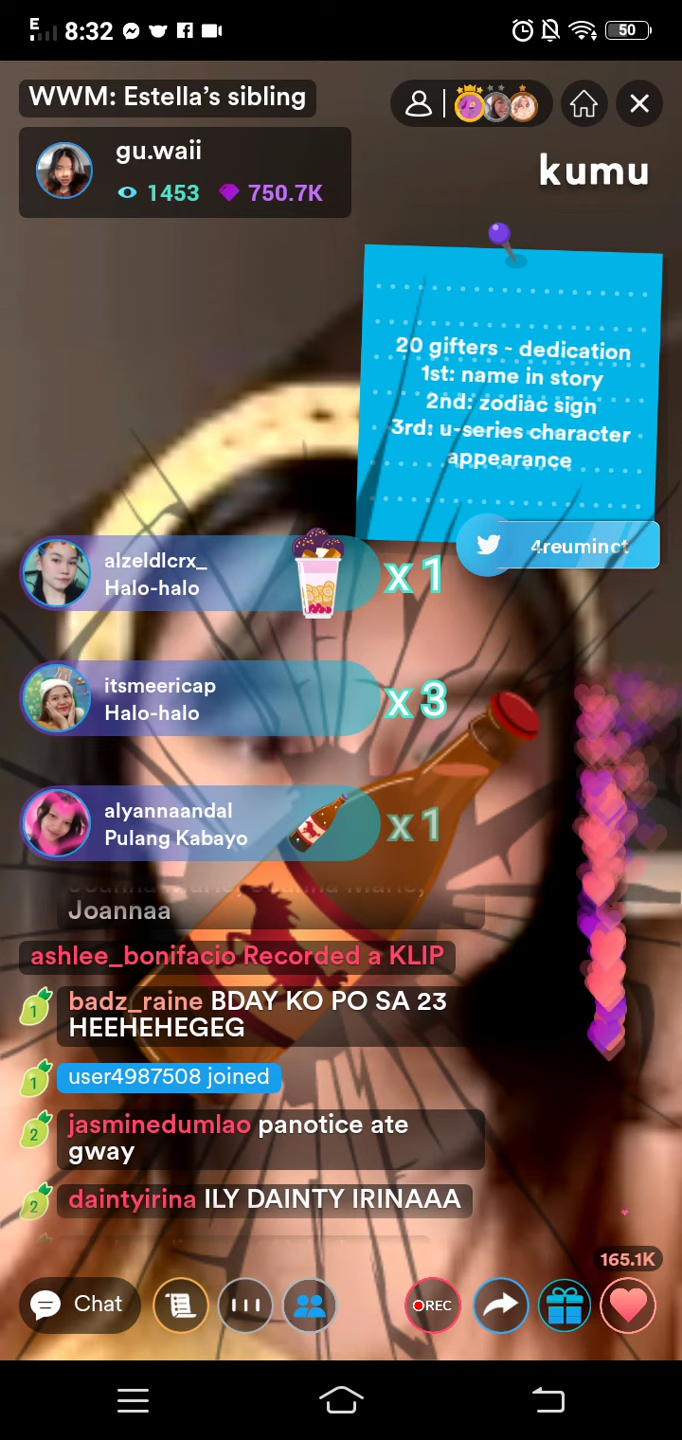 E
8:32
50
WWM: Estella's sibling
gu.waii
1453 750.7K
kumu
20 gifters - dedication
1st: name in story
2nd: zodiac sign
3rd: u-series character
appearance
4reuminct
alzeldlcrx_
Halo-halo
x 1
itsmeericap
Halo-halo
x 3
alyannaandal
Pulang Kabayo
x 1
Joannaa
ashlee_bonifacio Recorded a KLIP
1 badz_raine BDAY KO PO SA 23
HEEHEHEGEG
1 user4987508 joined
2 jasminedumlao panotice ate
gway
2 daintyirina ILY DAINTY IRINAAA
165.1K
Chat
REC